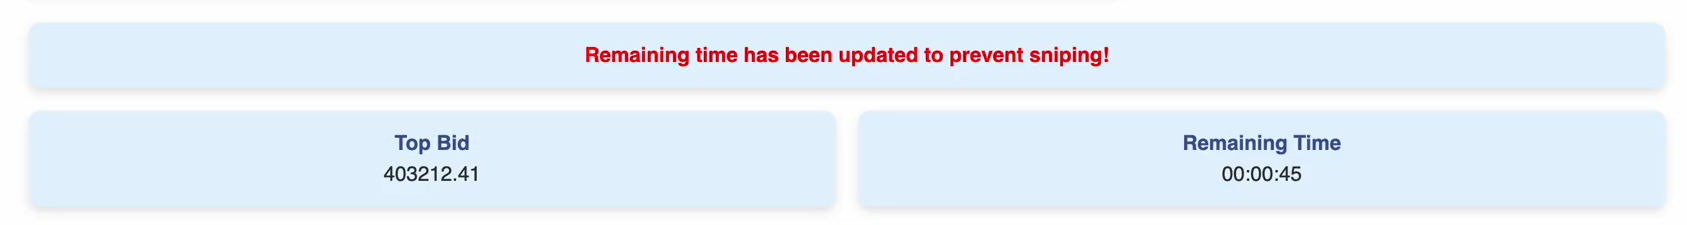 Remaining time has been updated to prevent sniping!
Top Bid
403212.41
Remaining Time
00:00:45